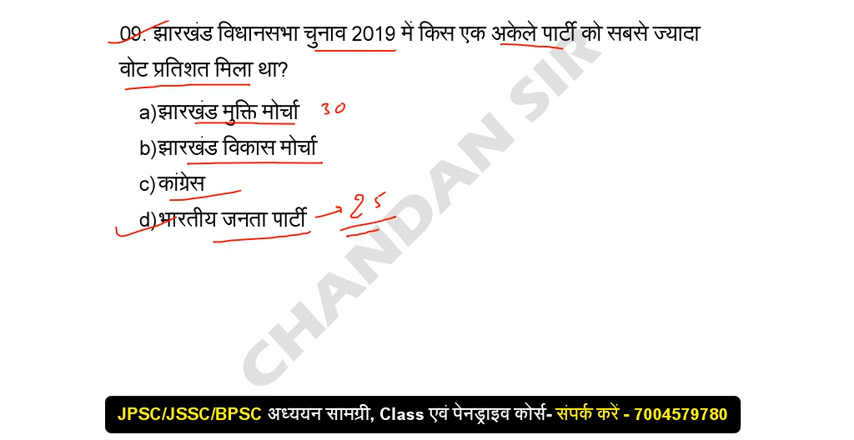 09. झारखंड विधानसभा चुनाव 2019 में किस एक अकेले पार्टी को सबसे ज्यादा
वोट प्रतिशत मिला था?
a)झारखंड मुक्ति मोर्चा 30
b)झारखंड विकास मोर्चा
c)कांग्रेस
d)भारतीय जनता पार्टी → 25
CHANDAN SIR
JPSC/JSSC/BPSC अध्ययन सामग्री, Class एवं पेनड्राइव कोर्स- संपर्क करें - 7004579780